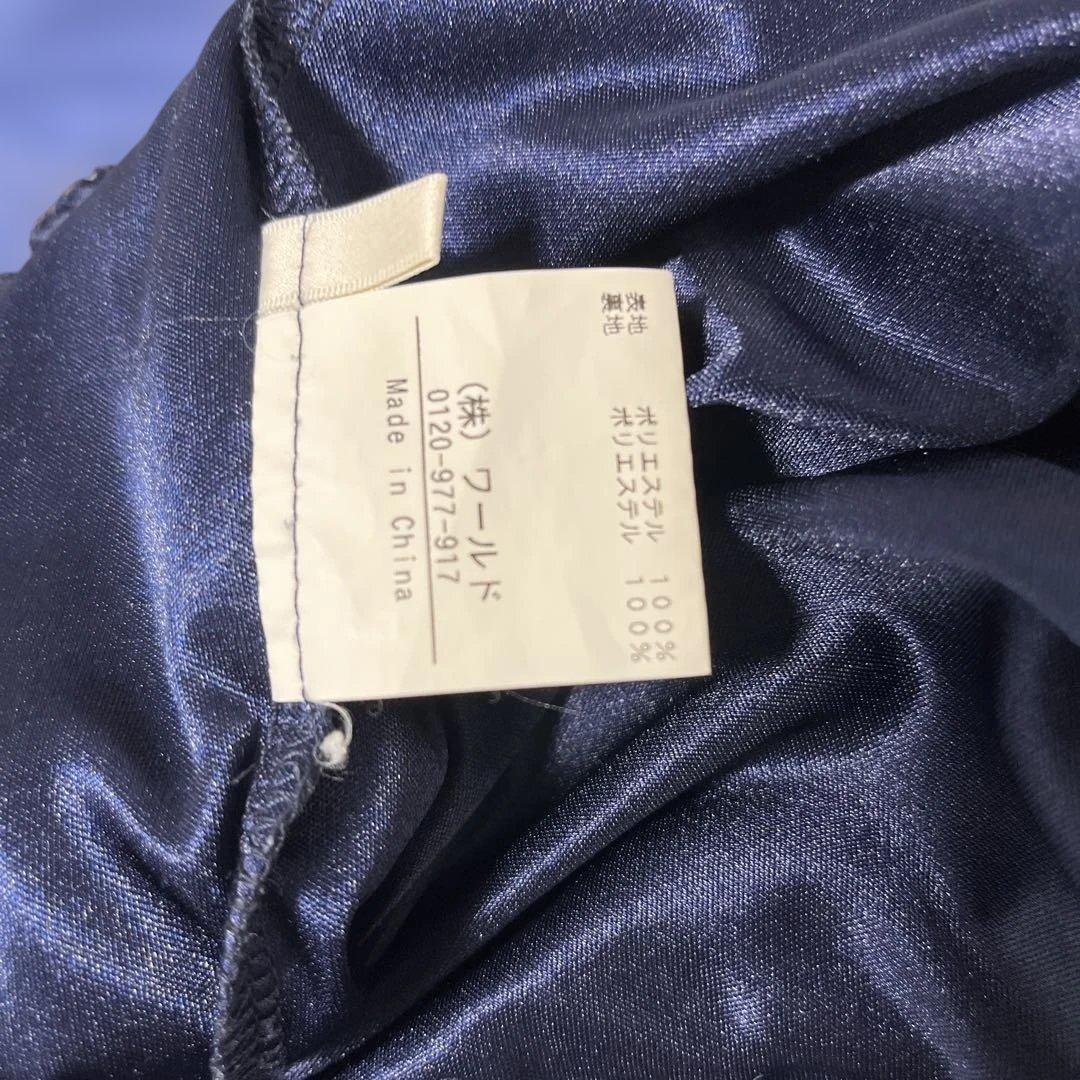 表地 ポリエステル 100%
裏地 ポリエステル 100%
(株) ワールド
0120-977-917
Made in China